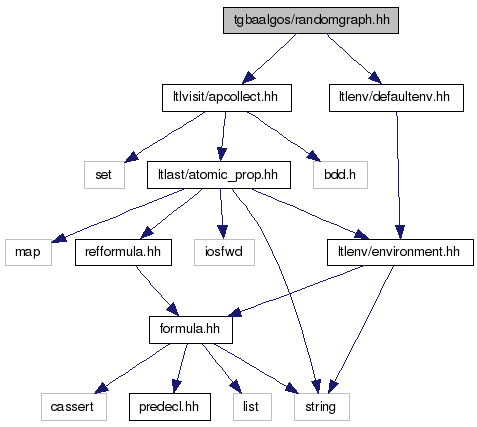 tgbaalgos/randomgraph.hh
ltlvisit/apcollect.hh
ltlenv/defaultenv.hh
set
ltlast/atomic_prop.hh
bdd.h
map
refformula.hh
iosfwd
ltlenv/environment.hh
formula.hh
cassert
predecl.hh
list
string